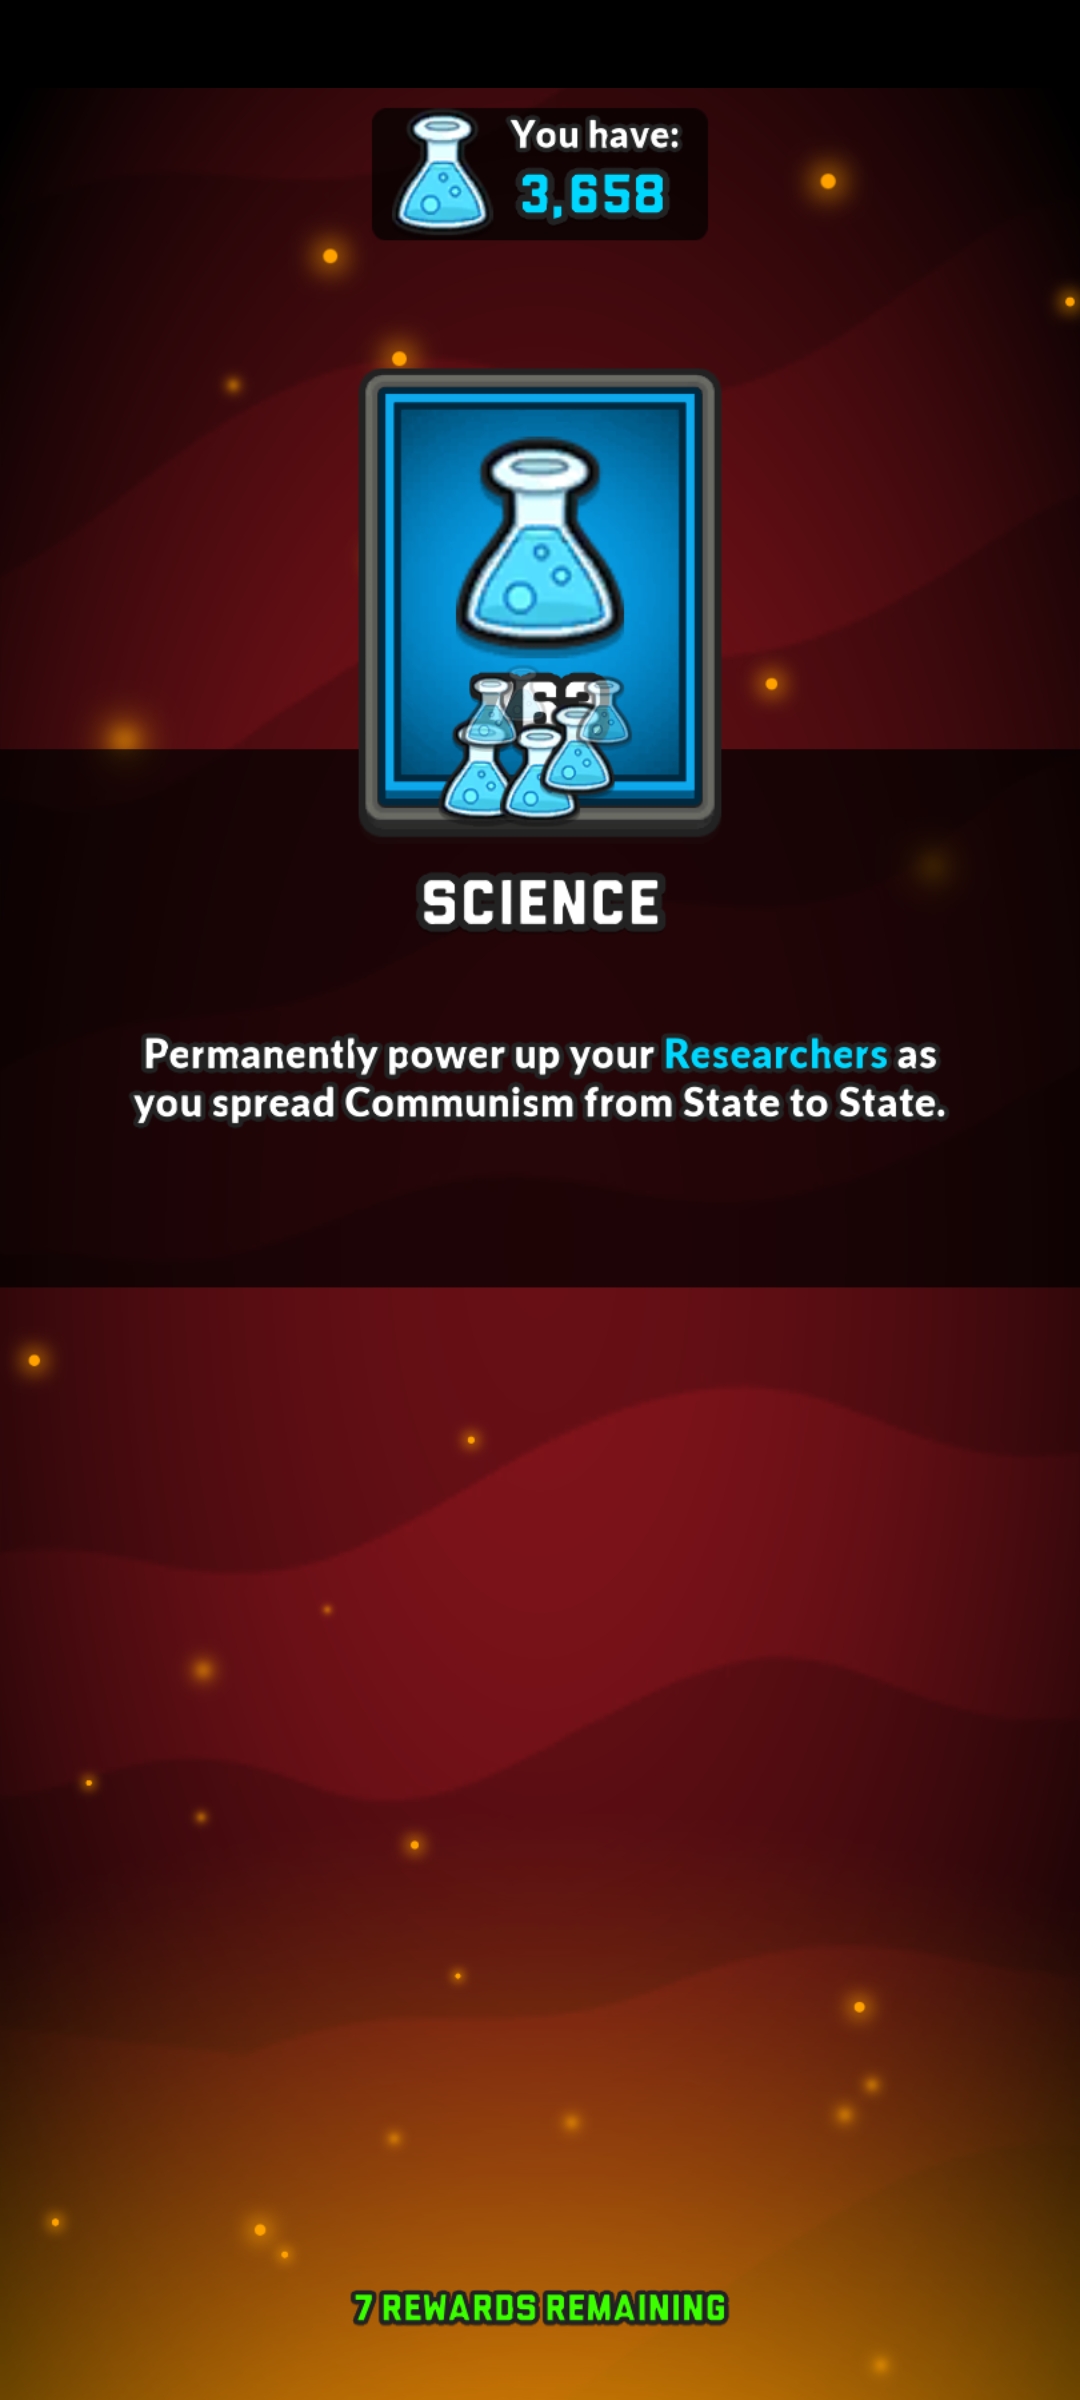 You have:
3,658
SCIENCE
Permanently power up your Researchers as
you spread Communism from State to State.
7 REWARDS REMAINING